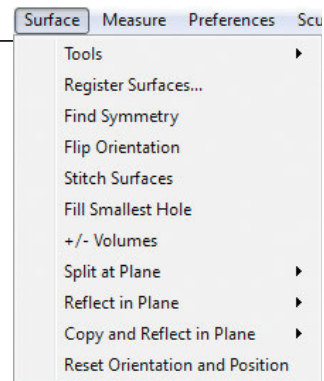 Surface Measure Preferences Scu
Tools
Register Surfaces...
Find Symmetry
Flip Orientation
Stitch Surfaces
Fill Smallest Hole
+/- Volumes
Split at Plane
Reflect in Plane
Copy and Reflect in Plane
Reset Orientation and Position